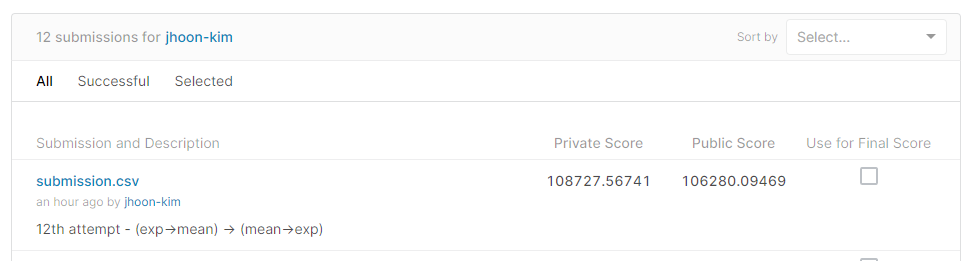 12 submissions for jhoon-kim
Sort by Select...
All Successful Selected
Submission and Description Private Score Public Score Use for Final Score
submission.csv 108727.56741 106280.09469
an hour ago by jhoon-kim
12th attempt - (exp→mean) → (mean→exp)